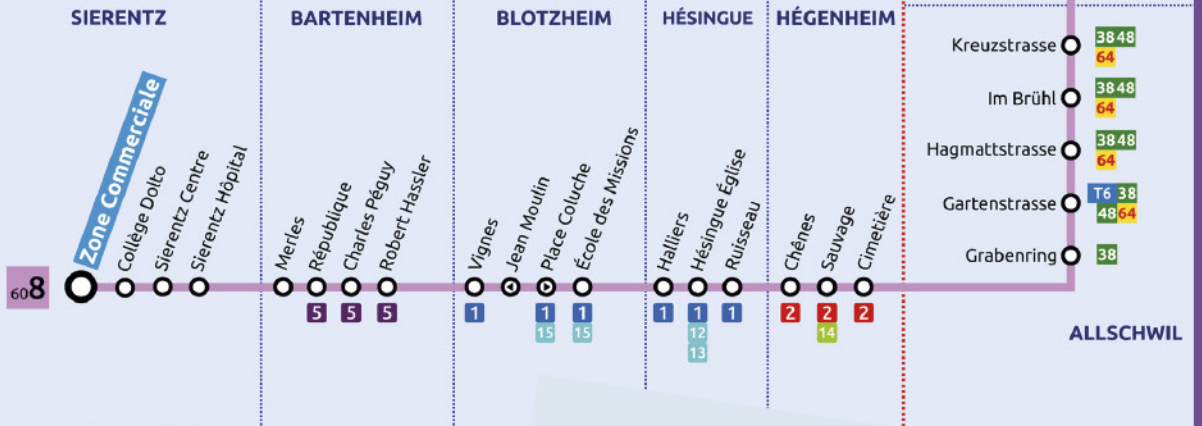 SIERENTZ
BARTENHEIM
BLOTZHEIM
HÉSINGUE
HÉGENHEIM
608
Zone Commerciale
Collège Dolto
Sierentz Centre
Sierentz Hôpital
Merles
République
5
Charles Péguy
5
Robert Hassler
5
Vignes
1
Jean Moulin
Place Coluche
1
15
École des Missions
1
15
Halliers
1
Hésingue Église
1
12
13
Ruisseau
1
Chênes
2
Sauvage
2
14
Cimetière
2
Kreuzstrasse
38 48
64
Im Brühl
38 48
64
Hagmattstrasse
38 48
64
Gartenstrasse
T6 38
48 64
Grabenring
38
ALLSCHWIL